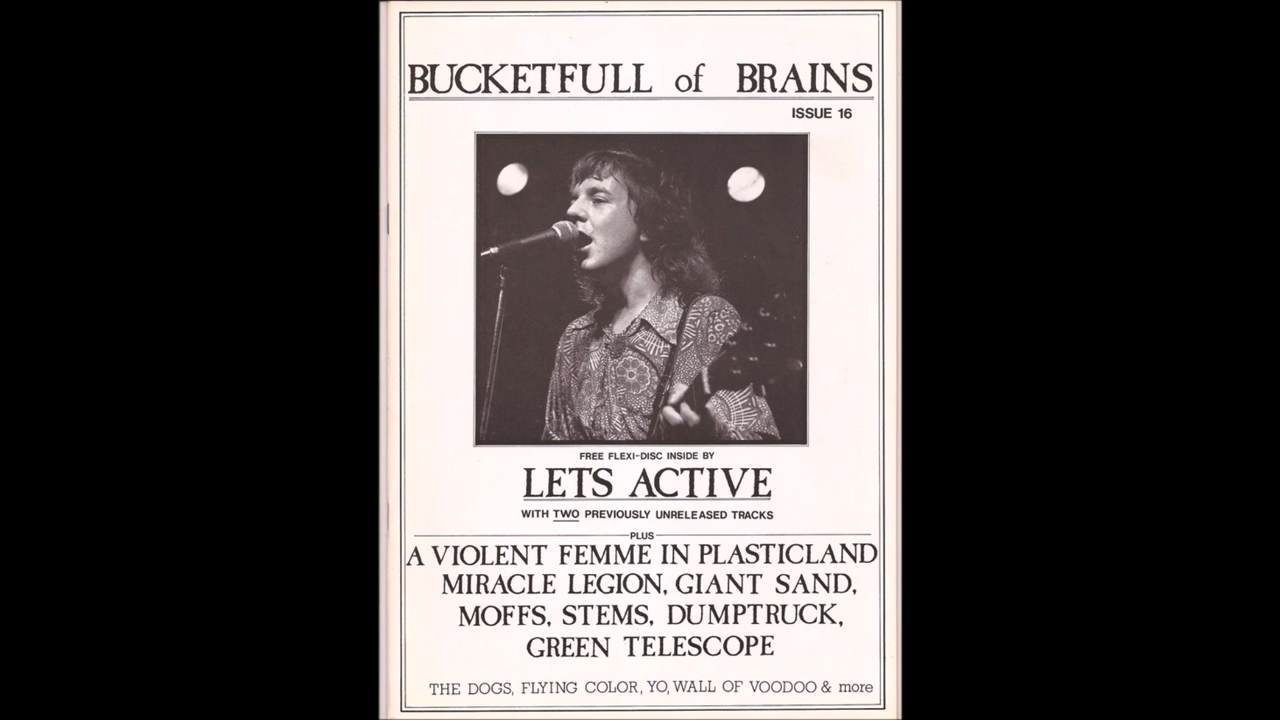 BUCKETFULL of BRAINS
ISSUE 16
FREE FLEXI-DISC INSIDE BY
LETS ACTIVE
WITH TWO PREVIOUSLY UNRELEASED TRACKS
PLUS
A VIOLENT FEMME IN PLASTICLAND
MIRACLE LEGION, GIANT SAND,
MOFFS, STEMS, DUMPTRUCK,
GREEN TELESCOPE
THE DOGS, FLYING COLOR, YO, WALL OF VOODOO & more